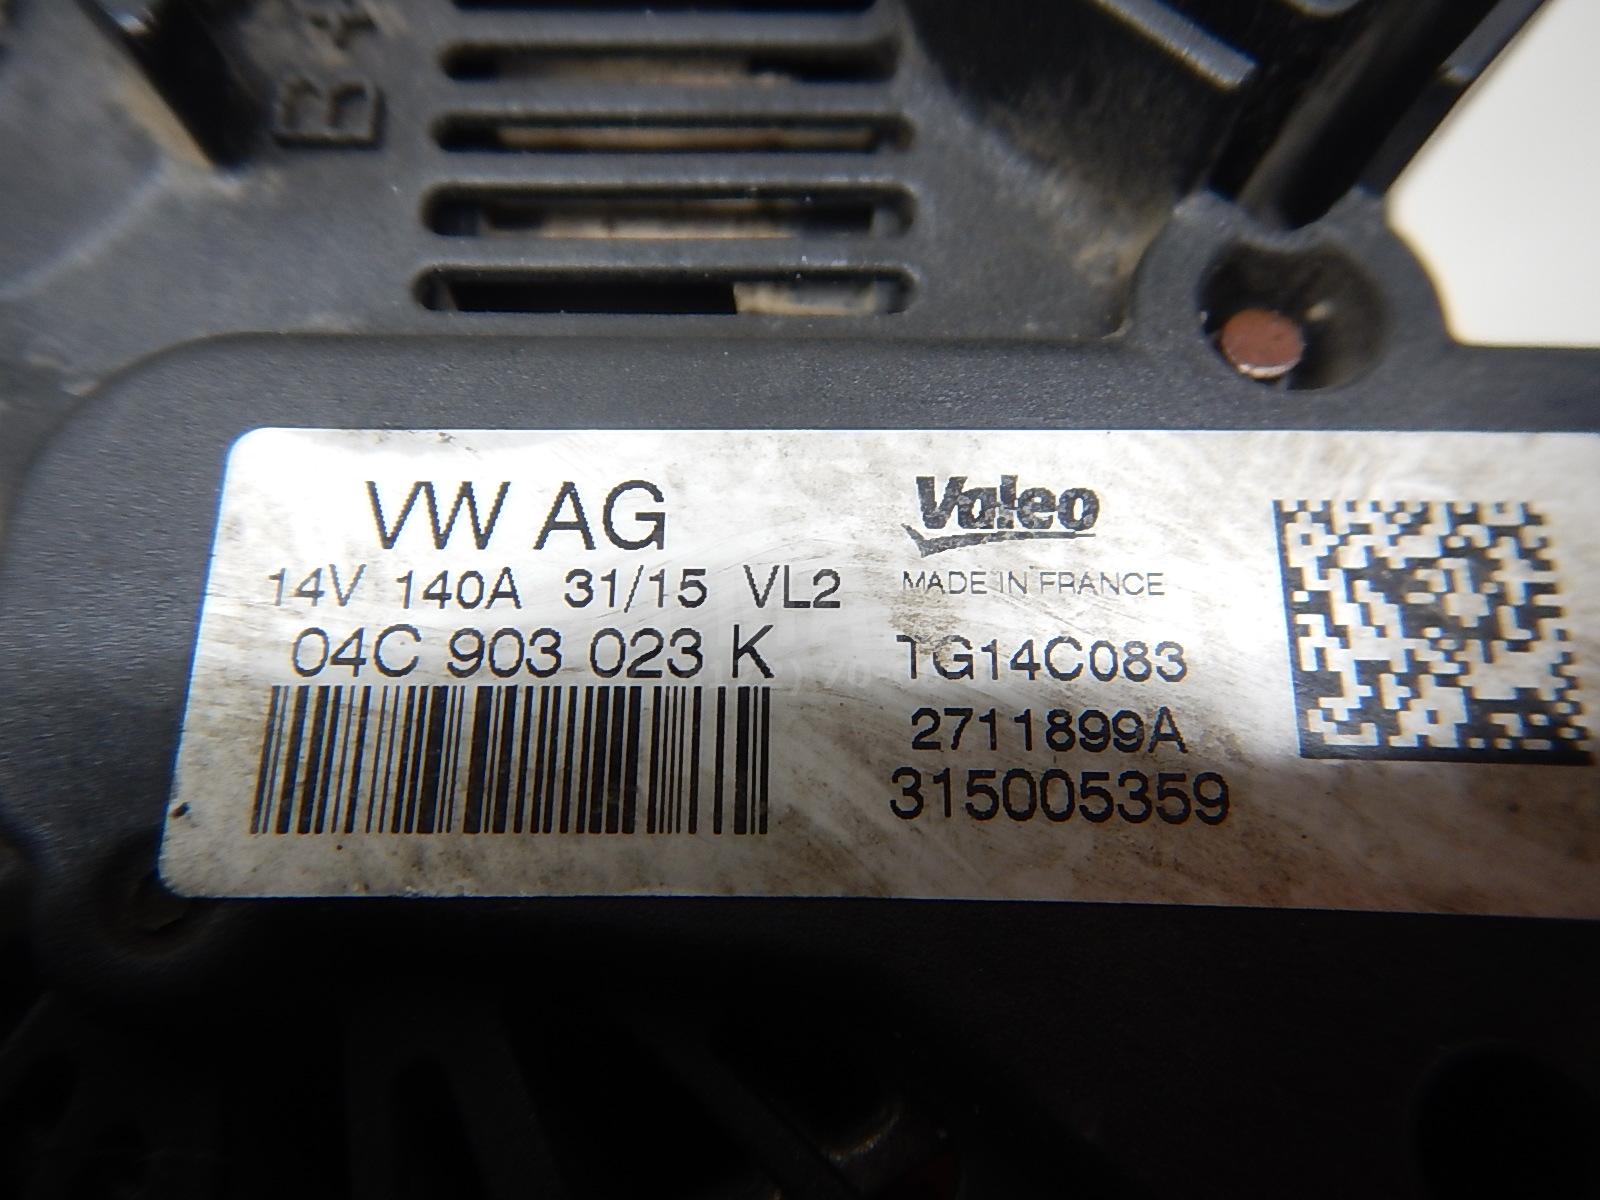 VW AG
14V 140A 31/15 VL2
04C 903 023 K
Valeo
MADE IN FRANCE
TG14C083
2711899A
315005359